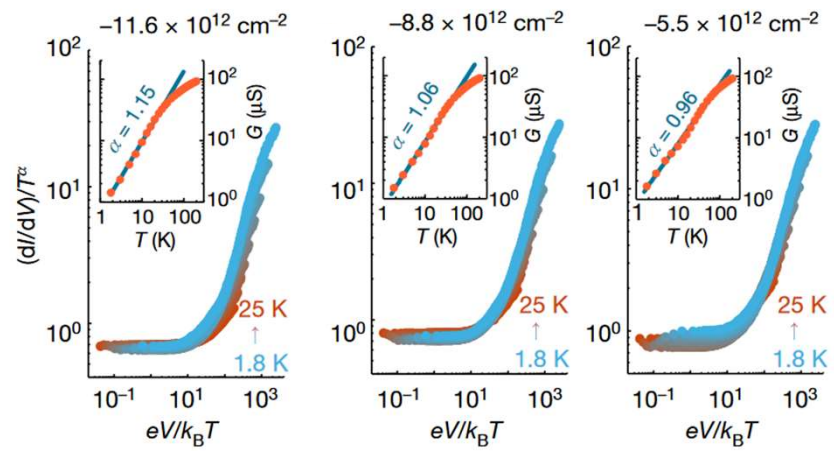 −11.6 × 10¹² cm⁻²
10²
10¹
10⁰
(dI/dV)/Tᵅ
α = 1.15
10²
10¹
10⁰
G (μS)
1 10 100
T (K)
25 K
↑
1.8 K
10⁻¹ 10¹ 10³
eV/k_BT
−8.8 × 10¹² cm⁻²
10²
10¹
10⁰
α = 1.06
10²
10¹
10⁰
G (μS)
1 10 100
T (K)
25 K
↑
1.8 K
10⁻¹ 10¹ 10³
eV/k_BT
−5.5 × 10¹² cm⁻²
10²
10¹
10⁰
α = 0.96
10²
10¹
10⁰
G (μS)
1 10 100
T (K)
25 K
↑
1.8 K
10⁻¹ 10¹ 10³
eV/k_BT